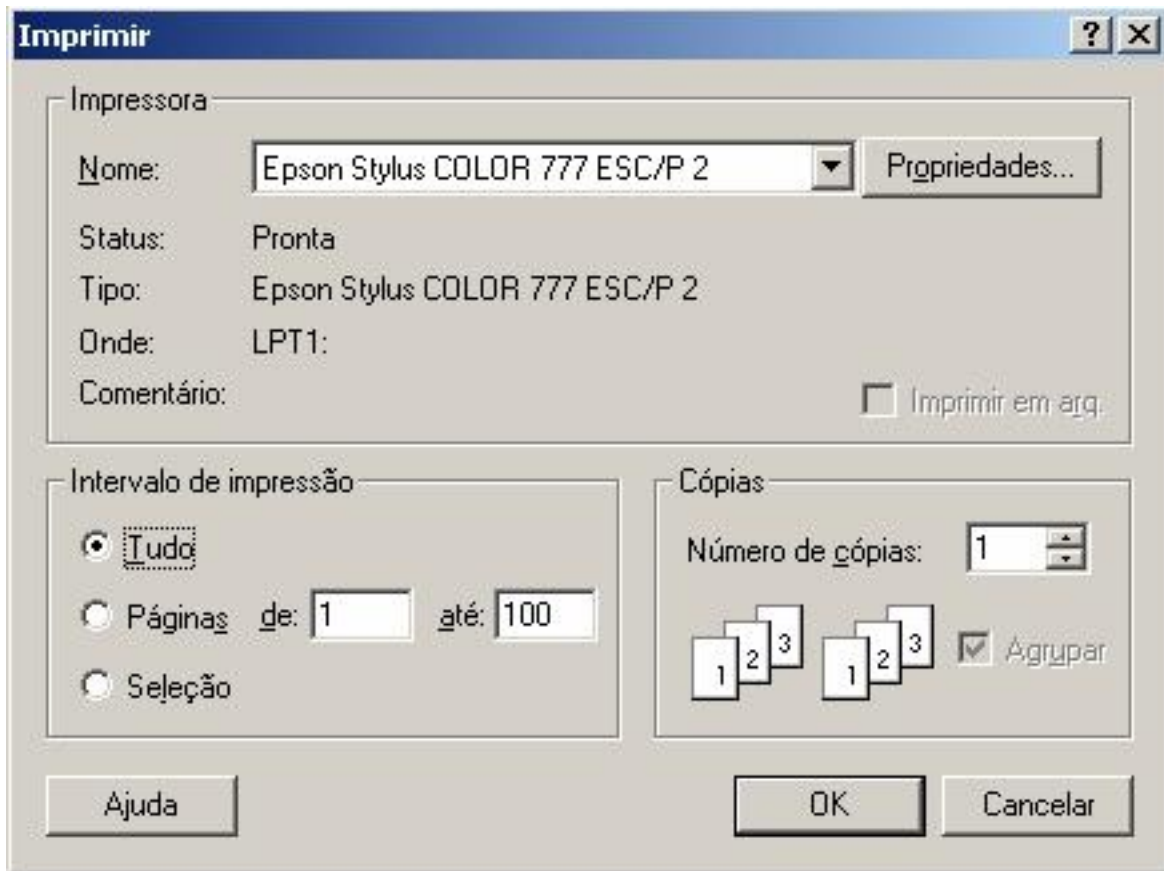 Imprimir
Impressora
Nome: Epson Stylus COLOR 777 ESC/P 2 Propriedades...
Status: Pronta
Tipo: Epson Stylus COLOR 777 ESC/P 2
Onde: LPT1:
Comentário: Imprimir em arq.
Intervalo de impressão
Tudo
Páginas de: 1 até: 100
Seleção
Cópias
Número de cópias: 1
1 2 3 1 2 3 Agrupar
Ajuda OK Cancelar